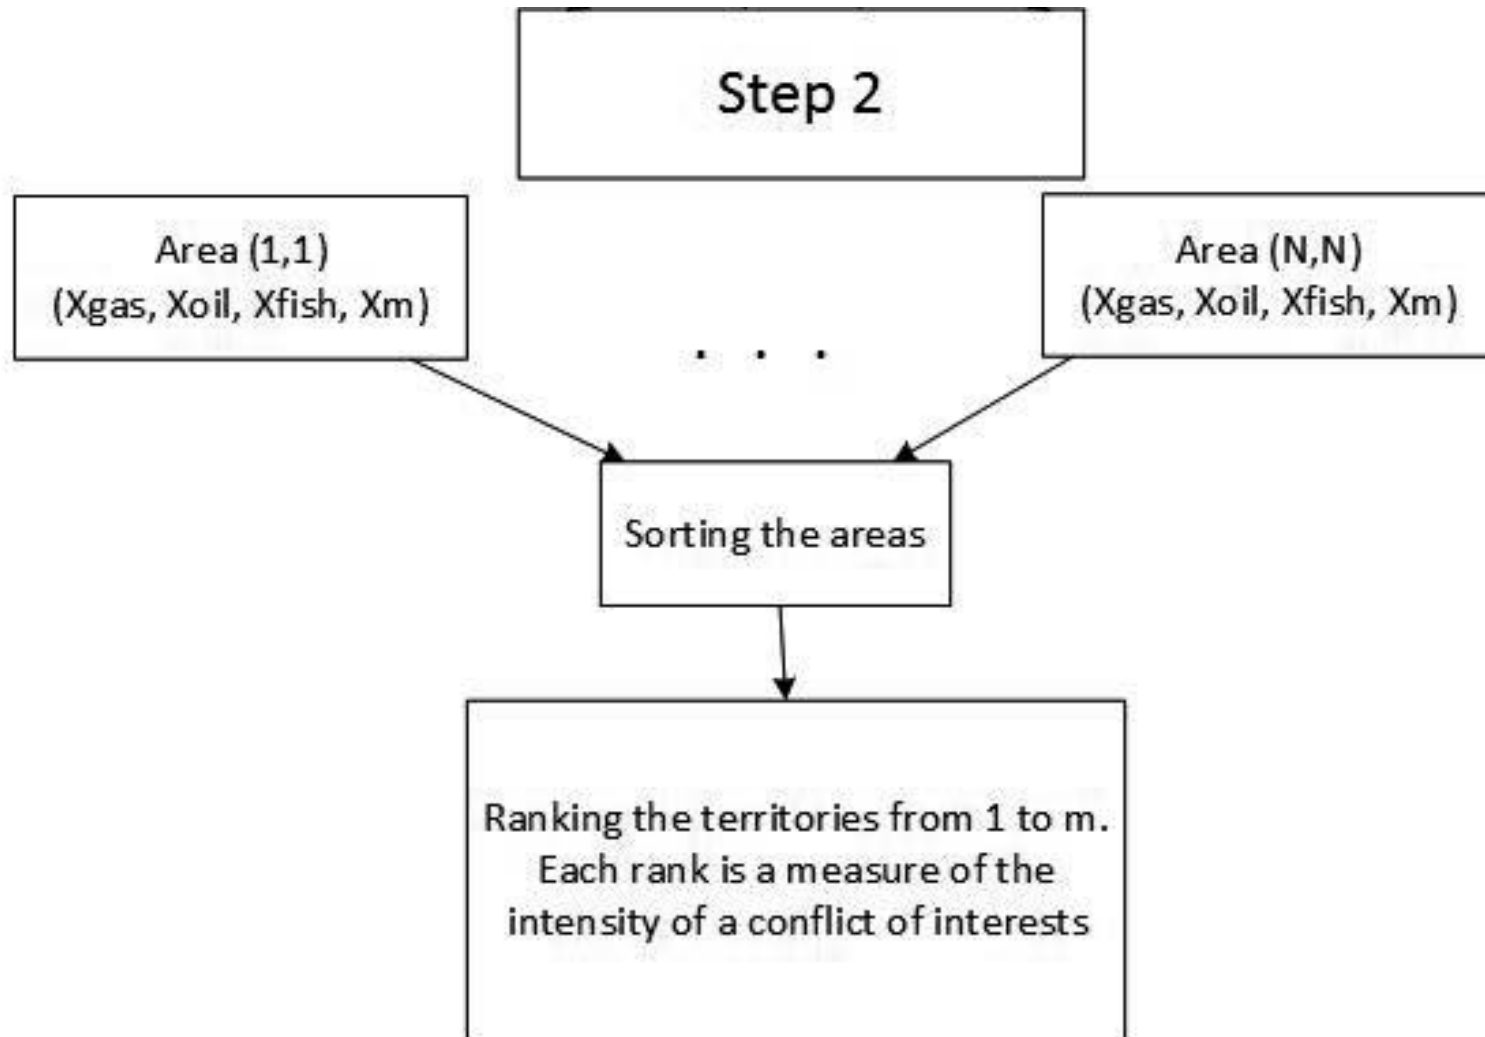 Step 2
Area (1,1)
(Xgas, Xoil, Xfish, Xm)
Area (N,N)
(Xgas, Xoil, Xfish, Xm)
. . .
Sorting the areas
Ranking the territories from 1 to m.
Each rank is a measure of the
intensity of a conflict of interests